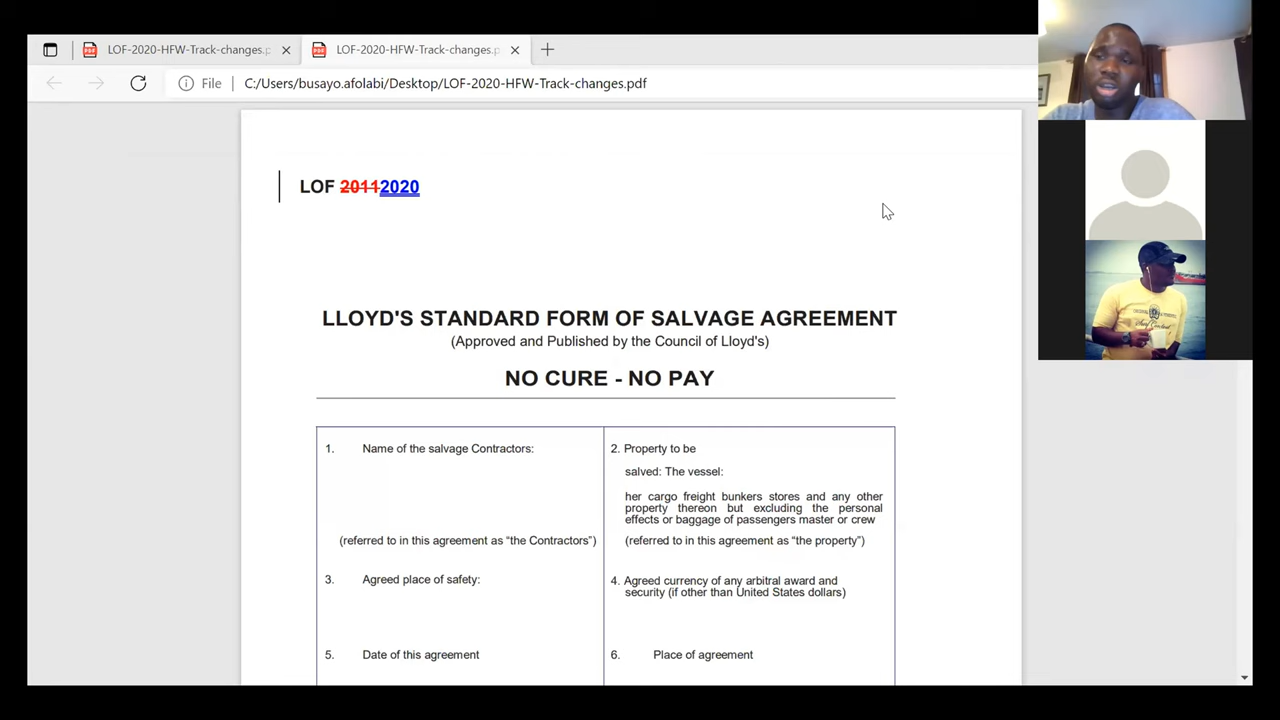 LOF-2020-HFW-Track-changes.p
LOF-2020-HFW-Track-changes.p
File
C:/Users/busayo.afolabi/Desktop/LOF-2020-HFW-Track-changes.pdf
LOF 20112020
LLOYD'S STANDARD FORM OF SALVAGE AGREEMENT
(Approved and Published by the Council of Lloyd's)
NO CURE - NO PAY
1. Name of the salvage Contractors:
(referred to in this agreement as “the Contractors”)
2. Property to be
salved: The vessel:
her cargo freight bunkers stores and any other
property thereon but excluding the personal
effects or baggage of passengers master or crew
(referred to in this agreement as “the property”)
3. Agreed place of safety:
4. Agreed currency of any arbitral award and
security (if other than United States dollars)
5. Date of this agreement
6. Place of agreement